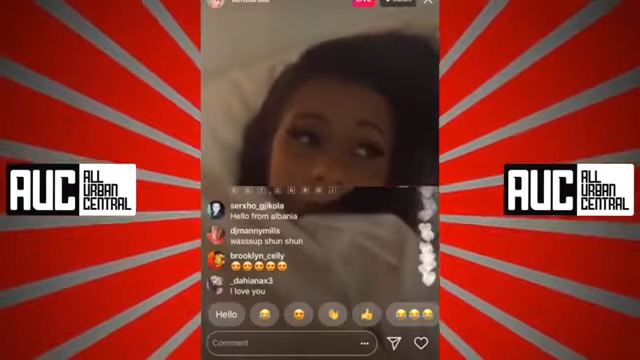 LIVE
AUC ALL
URBAN
CENTRAL
AUC ALL
URBAN
CENTRAL
serxho_gjikola
Hello from albania
djmannymills
wasssup shun shun
brooklyn_celly
😍😍😍😍😍
_dahianax3
I love you
Hello 😂 😍 👏 👍 😂😂😂
Comment